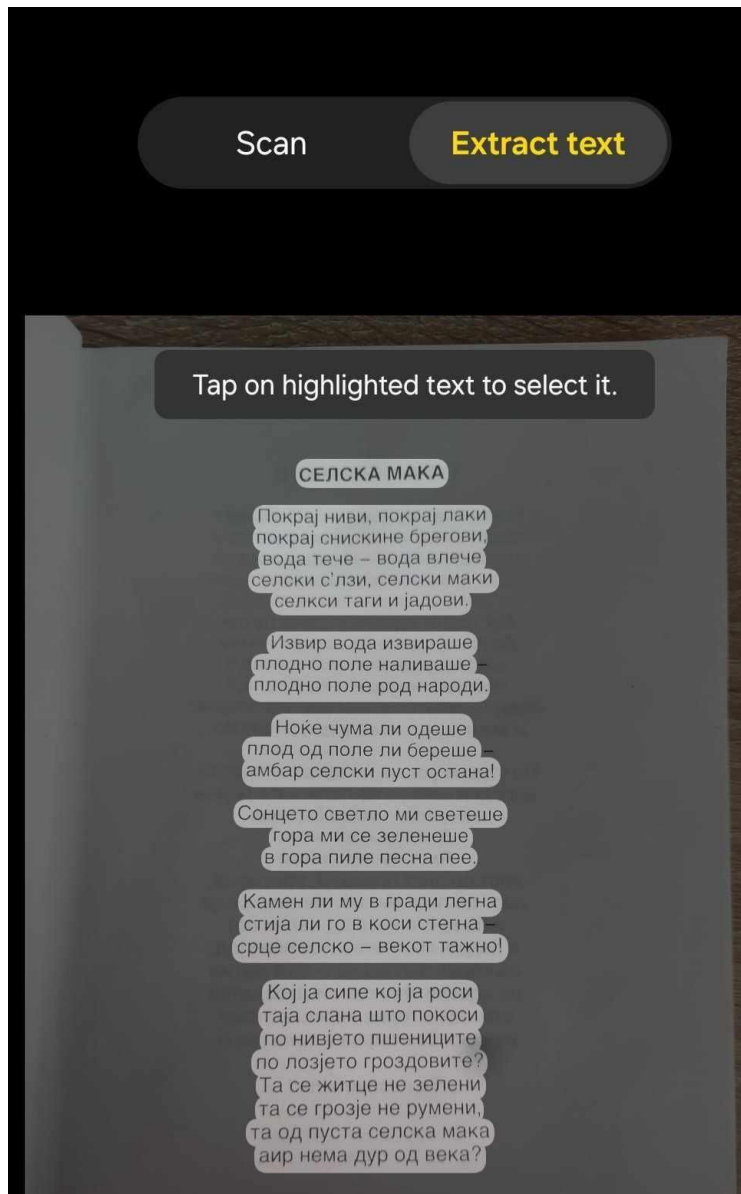 Scan
Extract text
Tap on highlighted text to select it.
СЕЛСКА МАКА
Покрај ниви, покрај лаки
покрај снискине брегови,
вода тече – вода влече
селски с'лзи, селски маки
селкси таги и јадови.
Извир вода извираше
плодно поле наливаше –
плодно поле род народи.
Ноќе чума ли одеше
плод од поле ли береше –
амбар селски пуст остана!
Сонцето светло ми светеше
гора ми се зеленеше
в гора пиле песна пее.
Камен ли му в гради легна
стија ли го в коси стегна –
срце селско – векот тажно!
Кој ја сипе кој ја роси
таја слана што покоси
по нивјето пшениците
по лозјето гроздовите?
Та се житце не зелени
та се грозје не румени,
та од пуста селска мака
аир нема дур од века?